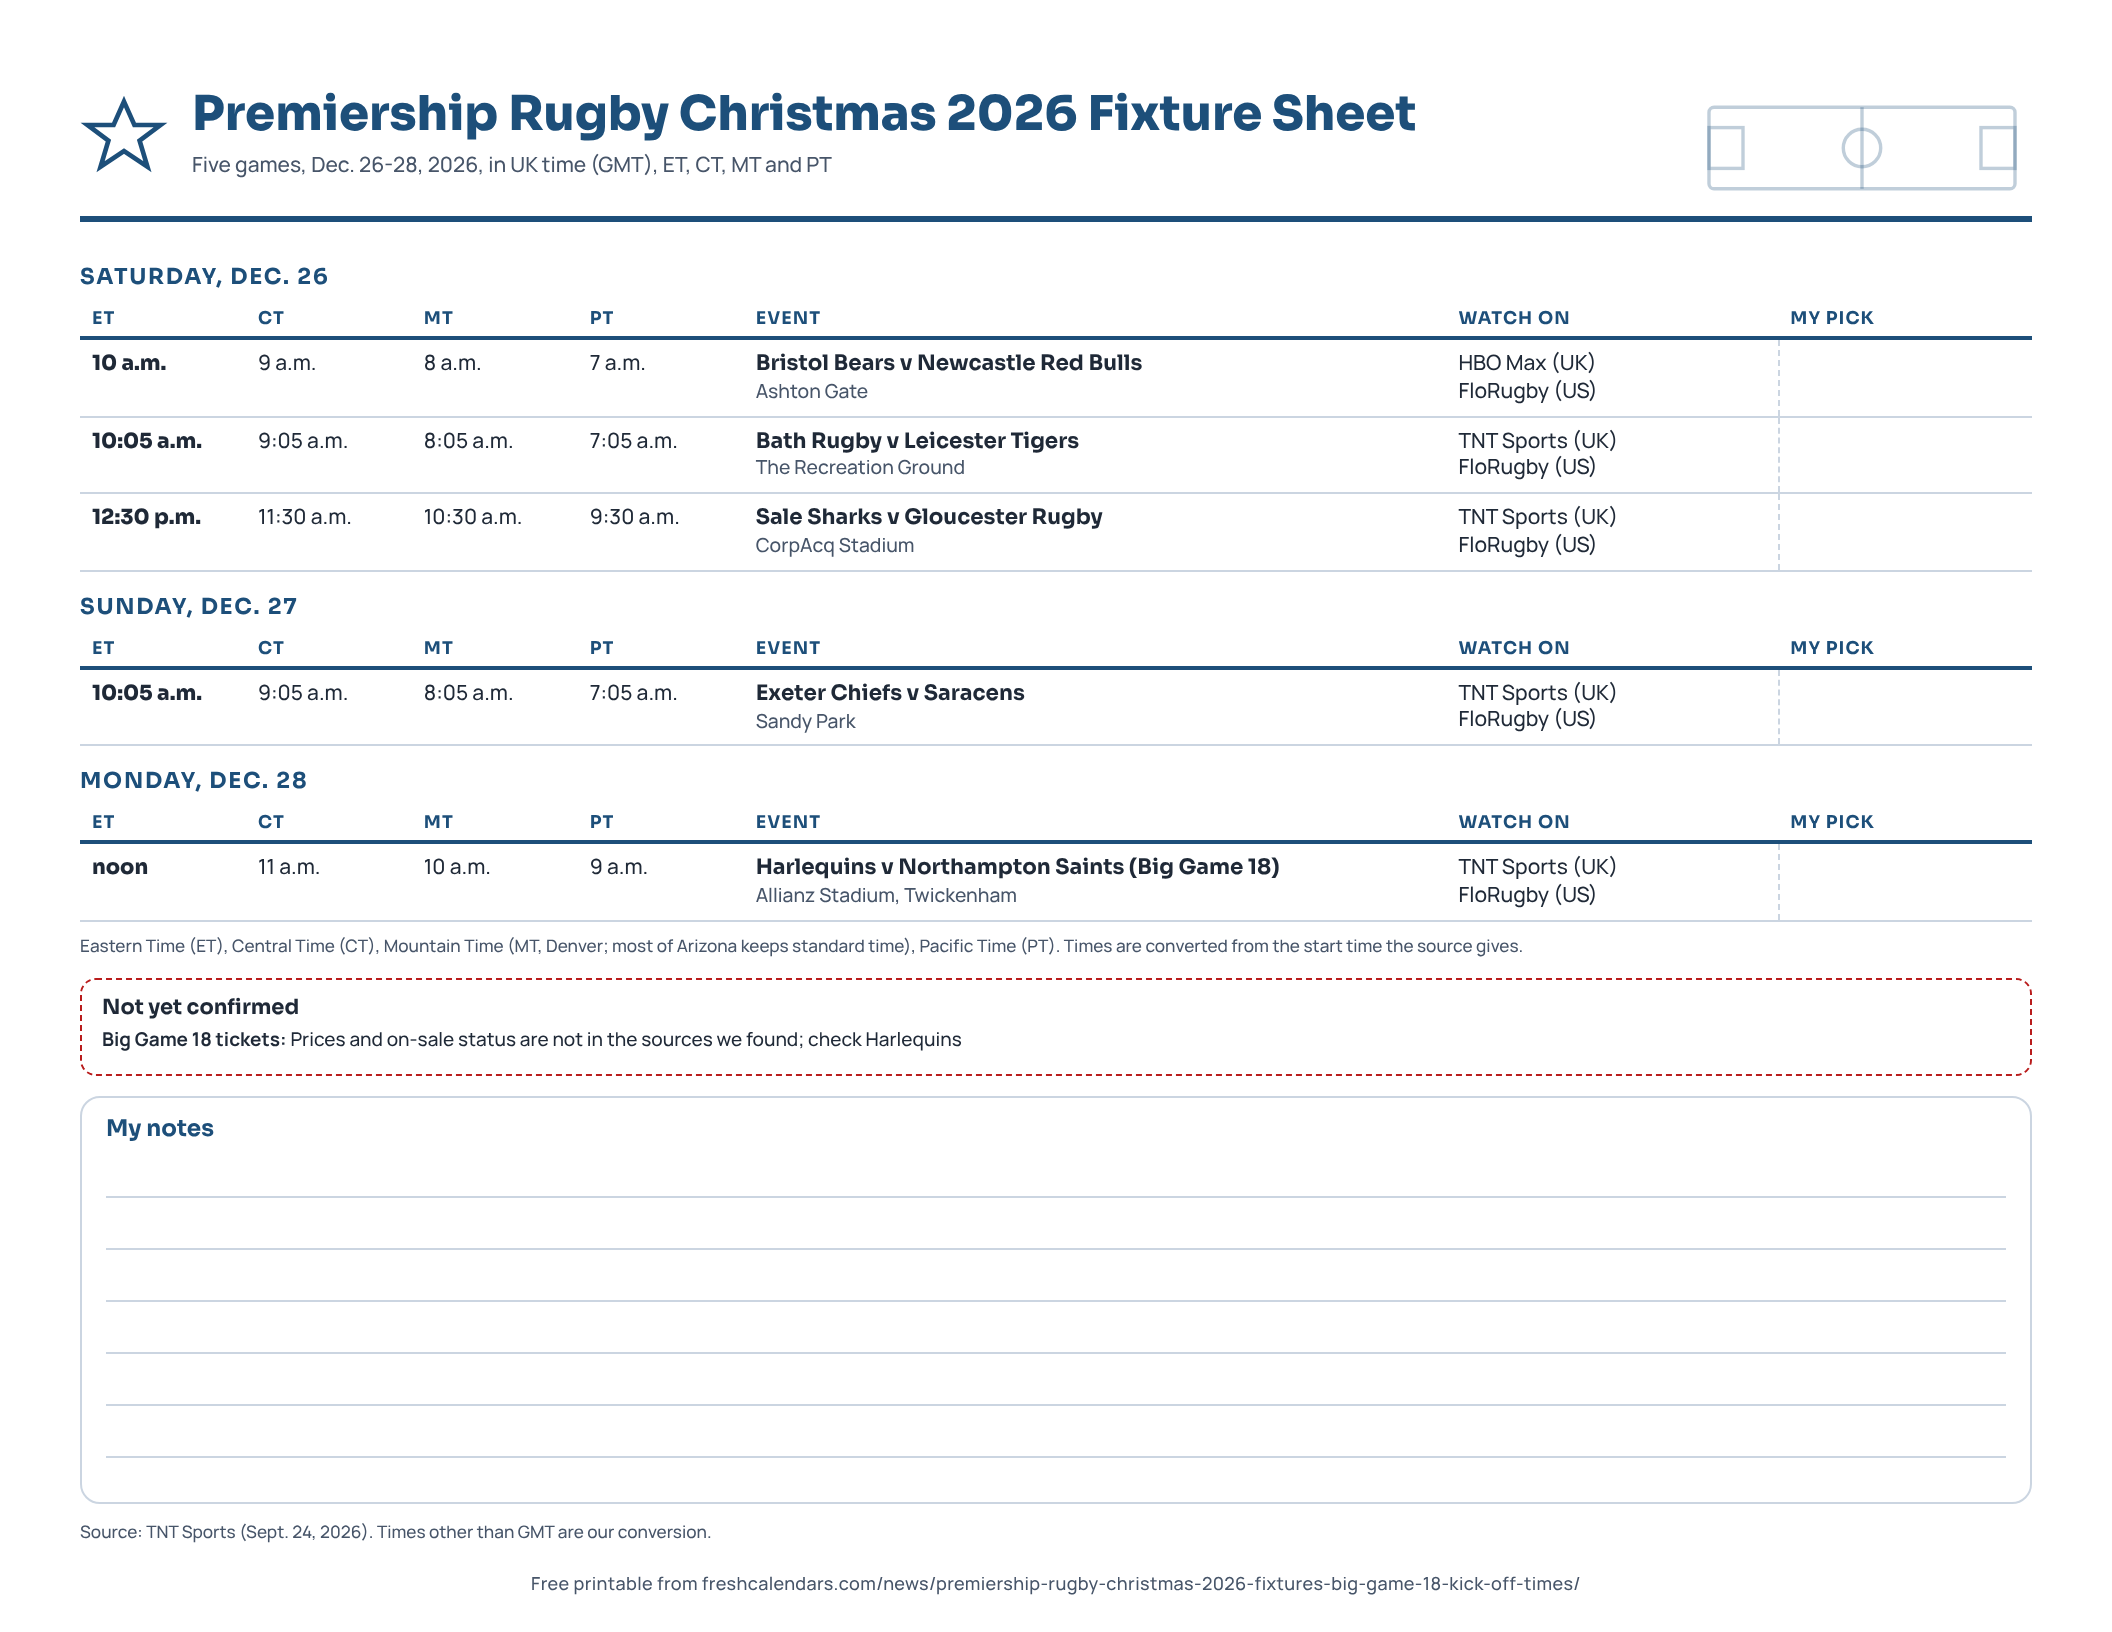 Premiership Rugby Christmas 2026 Fixture Sheet
Five games, Dec. 26-28, 2026, in UK time (GMT), ET, CT, MT and PT
SATURDAY, DEC. 26
ET CT MT PT EVENT WATCH ON MY PICK
10 a.m. 9 a.m. 8 a.m. 7 a.m. Bristol Bears v Newcastle Red Bulls HBO Max (UK)
Ashton Gate FloRugby (US)
10:05 a.m. 9:05 a.m. 8:05 a.m. 7:05 a.m. Bath Rugby v Leicester Tigers TNT Sports (UK)
The Recreation Ground FloRugby (US)
12:30 p.m. 11:30 a.m. 10:30 a.m. 9:30 a.m. Sale Sharks v Gloucester Rugby TNT Sports (UK)
CorpAcq Stadium FloRugby (US)
SUNDAY, DEC. 27
ET CT MT PT EVENT WATCH ON MY PICK
10:05 a.m. 9:05 a.m. 8:05 a.m. 7:05 a.m. Exeter Chiefs v Saracens TNT Sports (UK)
Sandy Park FloRugby (US)
MONDAY, DEC. 28
ET CT MT PT EVENT WATCH ON MY PICK
noon 11 a.m. 10 a.m. 9 a.m. Harlequins v Northampton Saints (Big Game 18) TNT Sports (UK)
Allianz Stadium, Twickenham FloRugby (US)
Eastern Time (ET), Central Time (CT), Mountain Time (MT, Denver; most of Arizona keeps standard time), Pacific Time (PT). Times are converted from the start time the source gives.
Not yet confirmed
Big Game 18 tickets: Prices and on-sale status are not in the sources we found; check Harlequins
My notes
Source: TNT Sports (Sept. 24, 2026). Times other than GMT are our conversion.
Free printable from freshcalendars.com/news/premiership-rugby-christmas-2026-fixtures-big-game-18-kick-off-times/